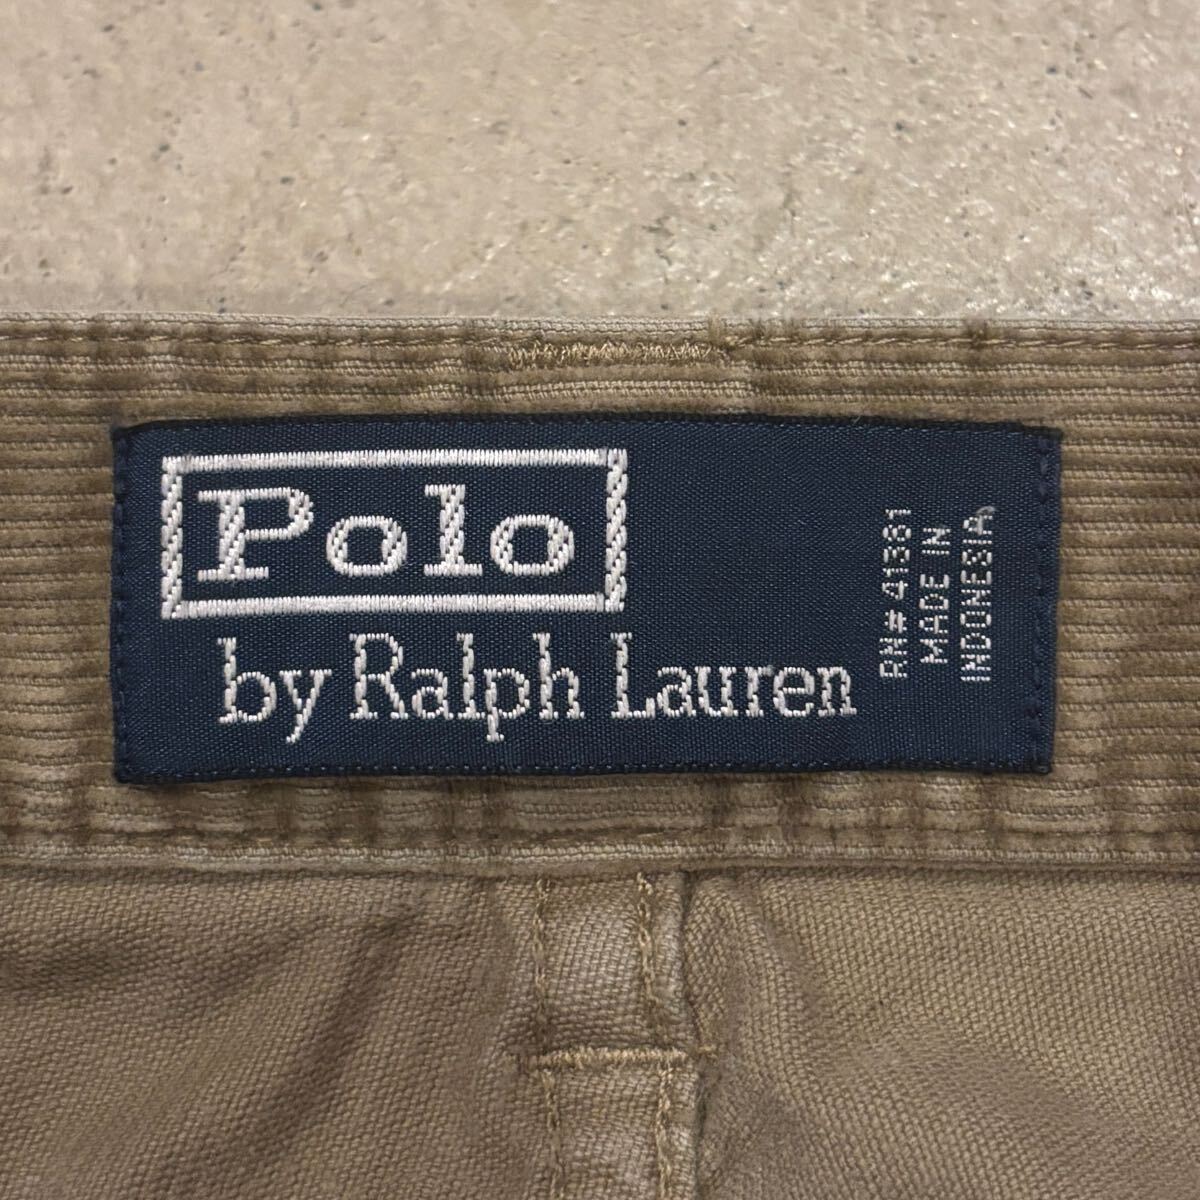 Polo
by Ralph Lauren
RN# 41381
MADE IN
INDONESIA